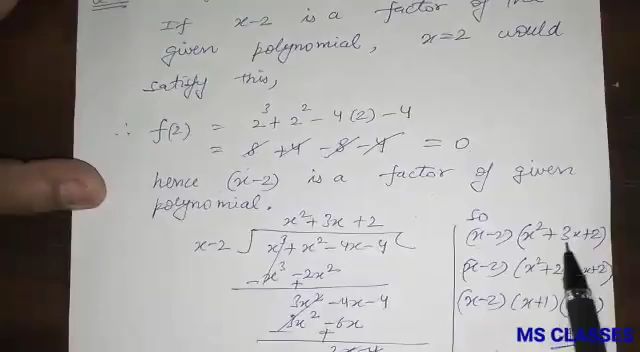 If x-2 is a factor of the
given polynomial, x=2 would
satisfy this,
∴ f(2) = 2³ + 2² - 4(2) - 4
= 8 + 4 - 8 - 4 = 0
hence (x-2) is a factor of given
polynomial.
x² + 3x + 2
x-2 ) x³ + x² - 4x - 4 (
- x³ - 2x²
+
3x² - 4x - 4
3x² - 6x
- +
So
(x-2) (x² + 3x + 2)
(x-2) (x² + 2 x + 2)
(x-2) (x+1) (
MS CLASSES